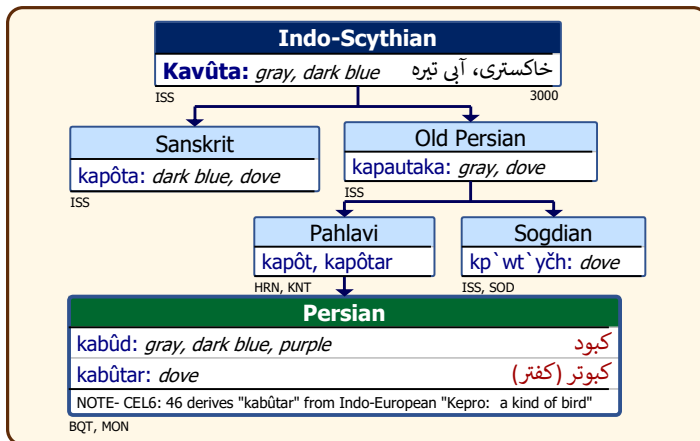 Indo-Scythian
Kavûta: gray, dark blue خاکستری، آبی تیره
ISS 3000
Sanskrit
kapôta: dark blue, dove
ISS
Old Persian
kapautaka: gray, dove
ISS
Pahlavi
kapôt, kapôtar
HRN, KNT
Sogdian
kp`wt`yčh: dove
ISS, SOD
Persian
kabûd: gray, dark blue, purple کبود
kabûtar: dove کبوتر (کفتر)
NOTE- CEL6: 46 derives "kabûtar" from Indo-European "Kepro: a kind of bird"
BQT, MON